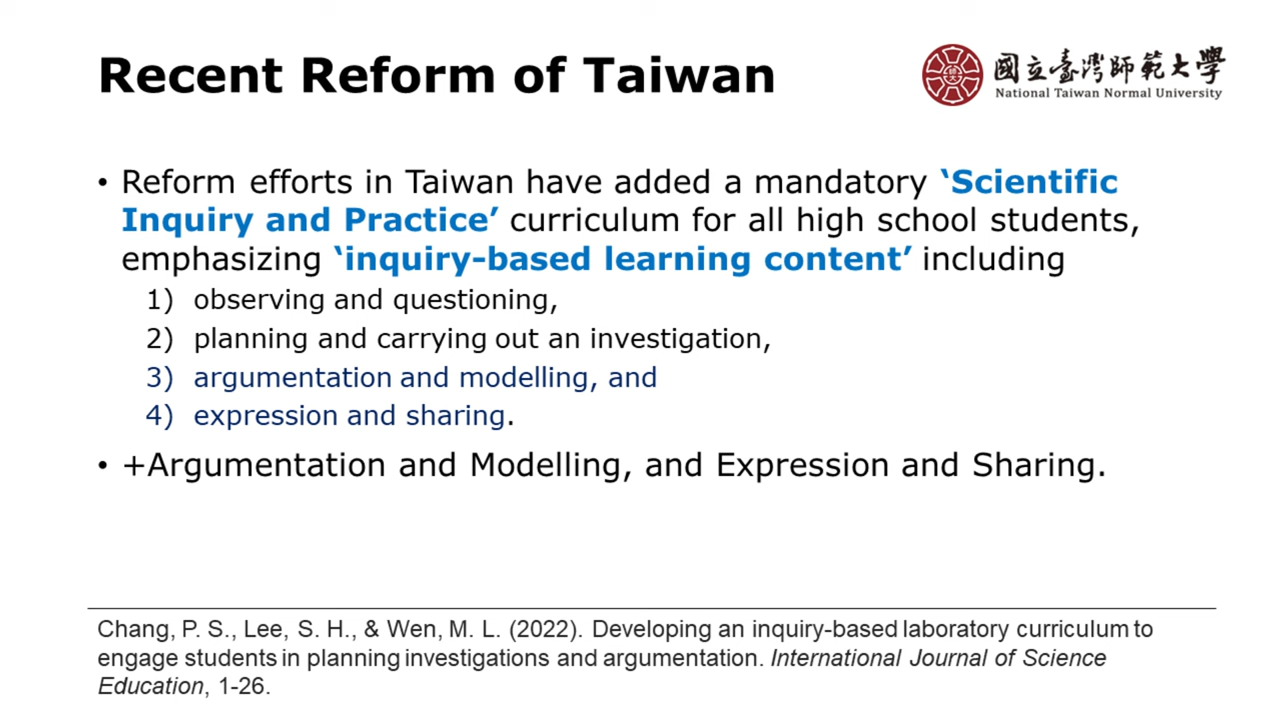 Recent Reform of Taiwan
國立臺灣師範大學
National Taiwan Normal University
• Reform efforts in Taiwan have added a mandatory ‘Scientific
Inquiry and Practice’ curriculum for all high school students,
emphasizing ‘inquiry-based learning content’ including
1) observing and questioning,
2) planning and carrying out an investigation,
3) argumentation and modelling, and
4) expression and sharing.
• +Argumentation and Modelling, and Expression and Sharing.
Chang, P. S., Lee, S. H., & Wen, M. L. (2022). Developing an inquiry-based laboratory curriculum to
engage students in planning investigations and argumentation. International Journal of Science
Education, 1-26.